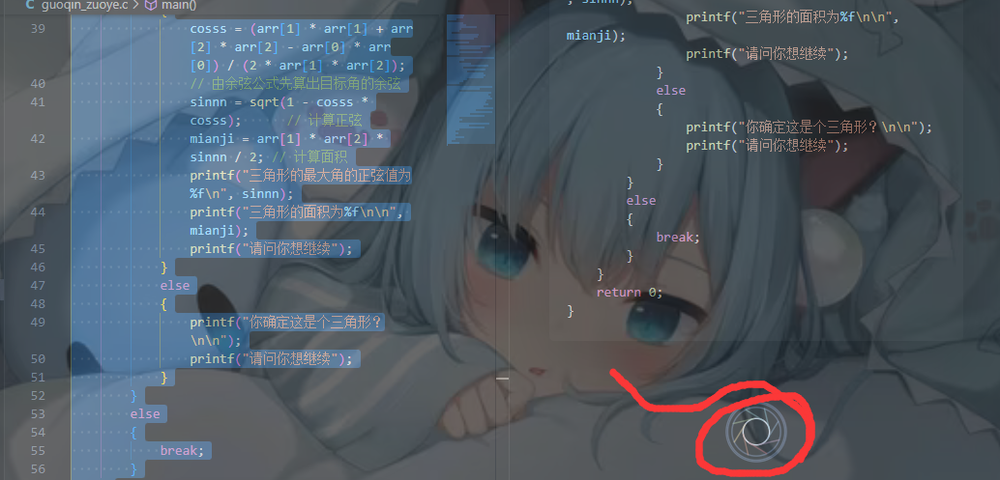 C guoqin_zuoye.c > main()
39 cosss = (arr[1] * arr[1] + arr
[2] * arr[2] - arr[0] * arr
[0]) / (2 * arr[1] * arr[2]);
40 // 由余弦公式先算出目标角的余弦
41 sinnn = sqrt(1 - cosss *
cosss); // 计算正弦
42 mianji = arr[1] * arr[2] *
sinnn / 2; // 计算面积
43 printf("三角形的最大角的正弦值为
%f\n", sinnn);
44 printf("三角形的面积为%f\n\n",
mianji);
45 printf("请问你想继续");
46 }
47 else
48 {
49 printf("你确定这是个三角形?
\n\n");
50 printf("请问你想继续");
51 }
52 }
53 else
54 {
55 break;
56 }
, sinnn);
printf("三角形的面积为%f\n\n",
mianji);
printf("请问你想继续");
}
else
{
printf("你确定这是个三角形？\n\n");
printf("请问你想继续");
}
}
else
{
break;
}
}
return 0;
}